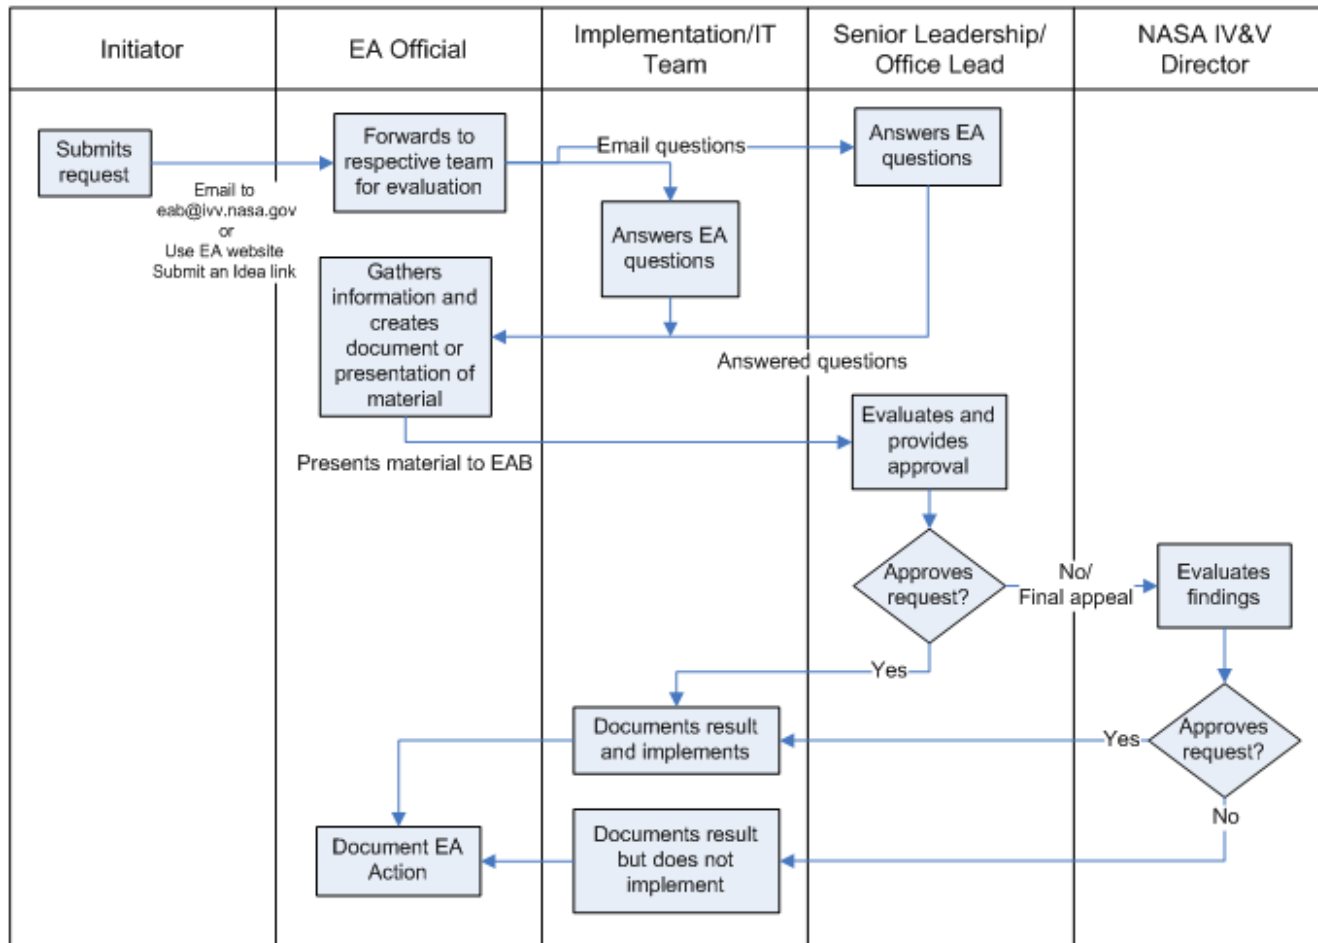 Initiator
EA Official
Implementation/IT
Team
Senior Leadership/
Office Lead
NASA IV&V
Director
Submits
request
Email to
eab@ivv.nasa.gov
or
Use EA website
Submit an Idea link
Forwards to
respective team
for evaluation
Email questions
Answers EA
questions
Answers EA
questions
Gathers
information and
creates
document or
presentation of
material
Answered questions
Presents material to EAB
Evaluates and
provides
approval
Approves
request?
No/
Final appeal
Evaluates
findings
Yes
Documents result
and implements
Yes
Approves
request?
No
Documents result
but does not
implement
Document EA
Action